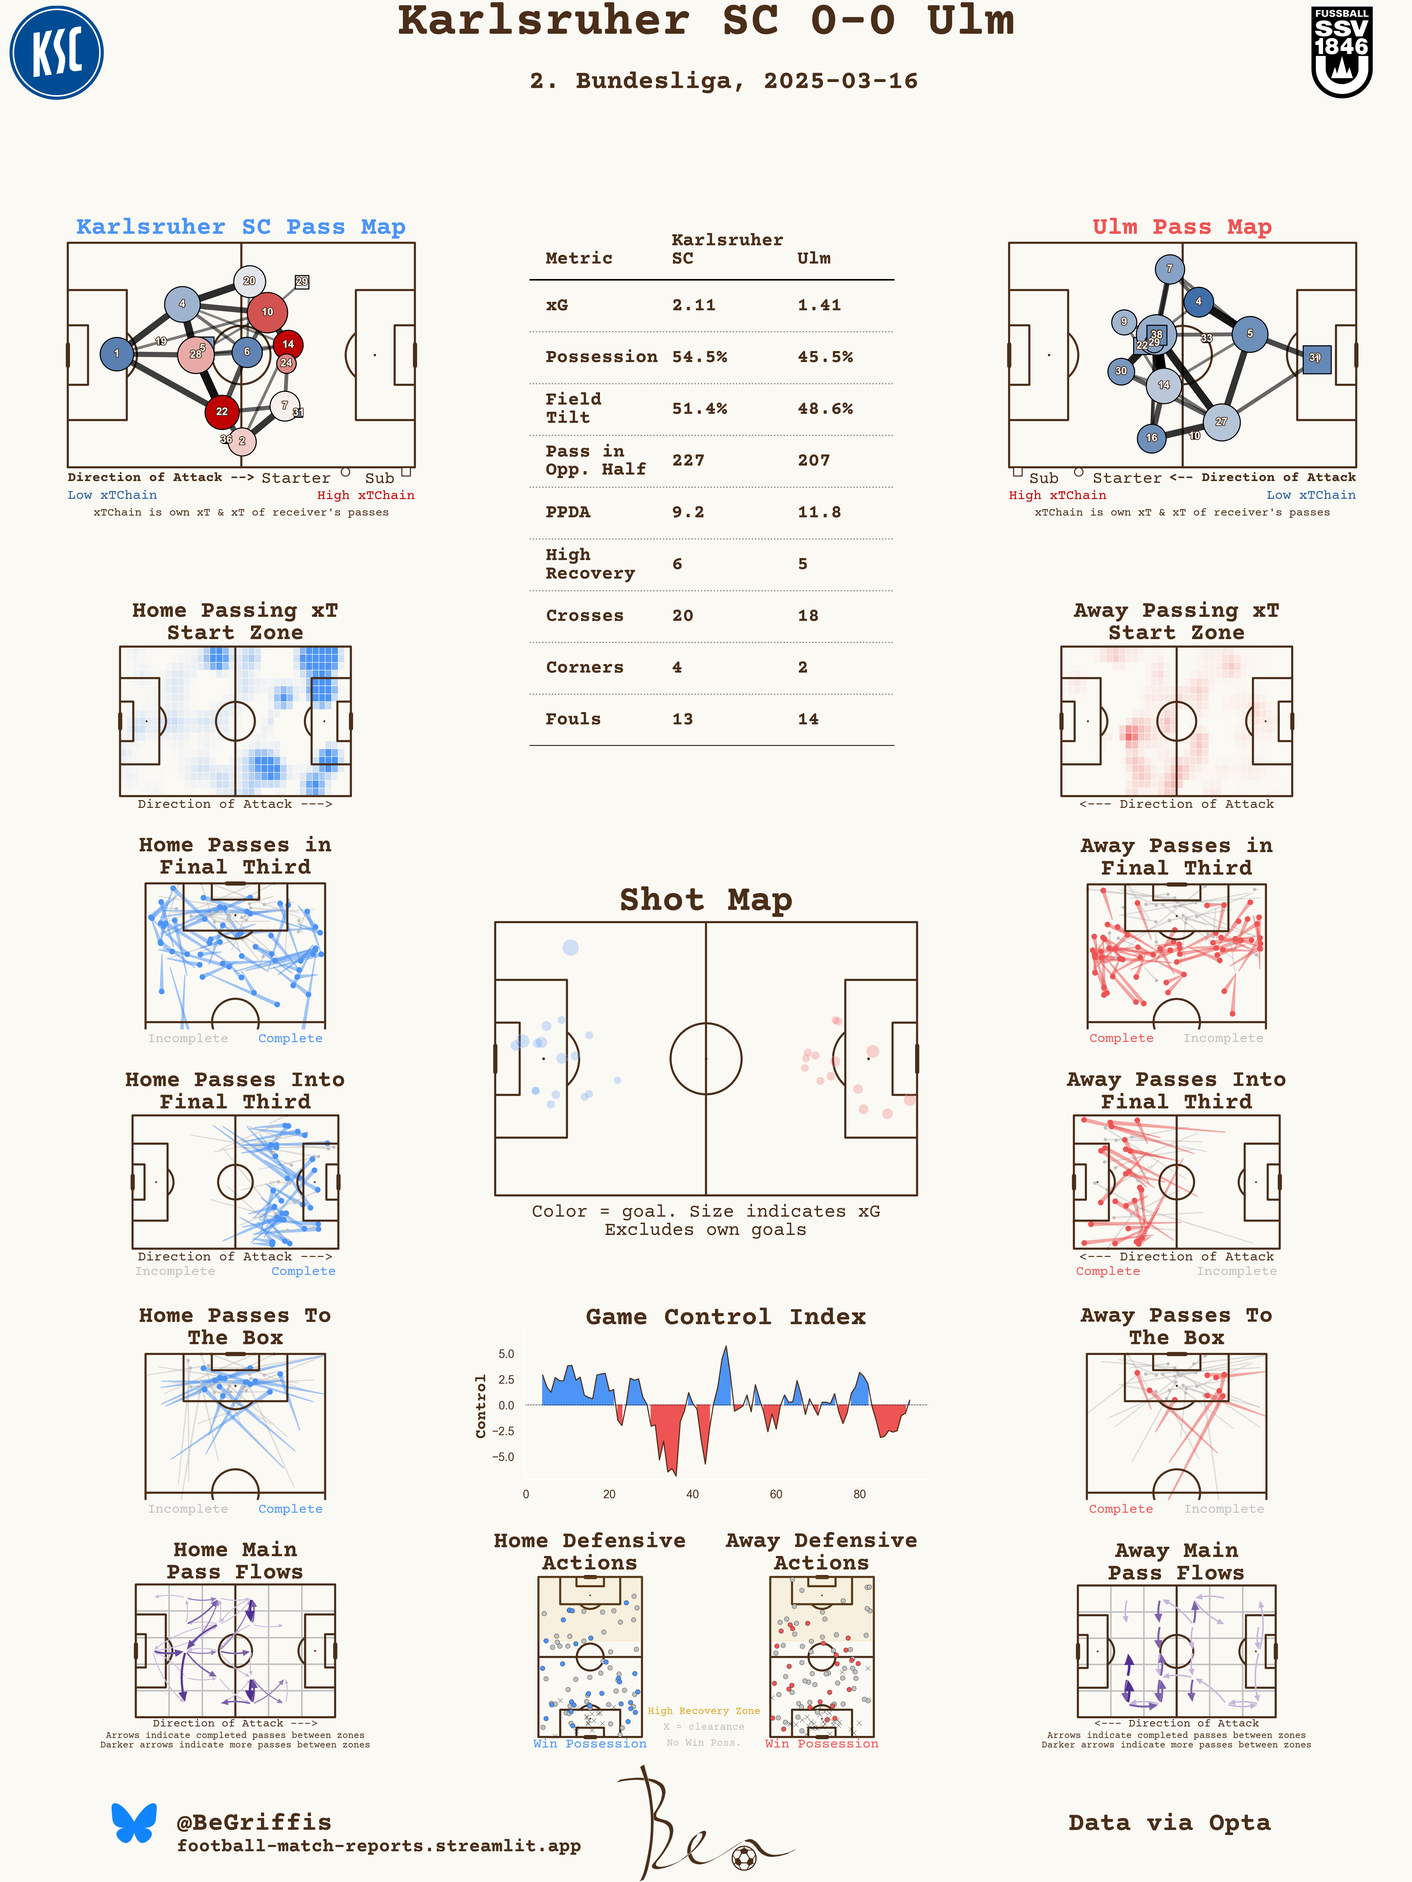 Karlsruher SC 0-0 Ulm
2. Bundesliga, 2025-03-16
KSC
FUSSBALL
SSV
1846
Karlsruher SC Pass Map
20
29
4
10
19
5
1
28
6
14
24
22
7
31
36
2
Direction of Attack --> Starter Sub
Low xTChain High xTChain
xTChain is own xT & xT of receiver's passes
Metric Karlsruher SC Ulm
xG 2.11 1.41
Possession 54.5% 45.5%
Field Tilt 51.4% 48.6%
Pass in Opp. Half 227 207
PPDA 9.2 11.8
High Recovery 6 5
Crosses 20 18
Corners 4 2
Fouls 13 14
Ulm Pass Map
7
4
9
38
5
22
29
33
30
14
27
16
10
Sub Starter <-- Direction of Attack
High xTChain Low xTChain
xTChain is own xT & xT of receiver's passes
Home Passing xT
Start Zone
Direction of Attack --->
Away Passing xT
Start Zone
<--- Direction of Attack
Home Passes in
Final Third
Incomplete Complete
Away Passes in
Final Third
Complete Incomplete
Shot Map
Color = goal. Size indicates xG
Excludes own goals
Home Passes Into
Final Third
Direction of Attack --->
Incomplete Complete
Away Passes Into
Final Third
<--- Direction of Attack
Complete Incomplete
Home Passes To
The Box
Incomplete Complete
Game Control Index
Control
5.0
2.5
0.0
−2.5
−5.0
0 20 40 60 80
Away Passes To
The Box
Complete Incomplete
Home Main
Pass Flows
Direction of Attack --->
Arrows indicate completed passes between zones
Darker arrows indicate more passes between zones
Home Defensive
Actions
Win Possession
High Recovery Zone
X = clearance
No Win Poss.
Away Defensive
Actions
Win Possession
Away Main
Pass Flows
<--- Direction of Attack
Arrows indicate completed passes between zones
Darker arrows indicate more passes between zones
@BeGriffis
football-match-reports.streamlit.app
Ben
Data via Opta